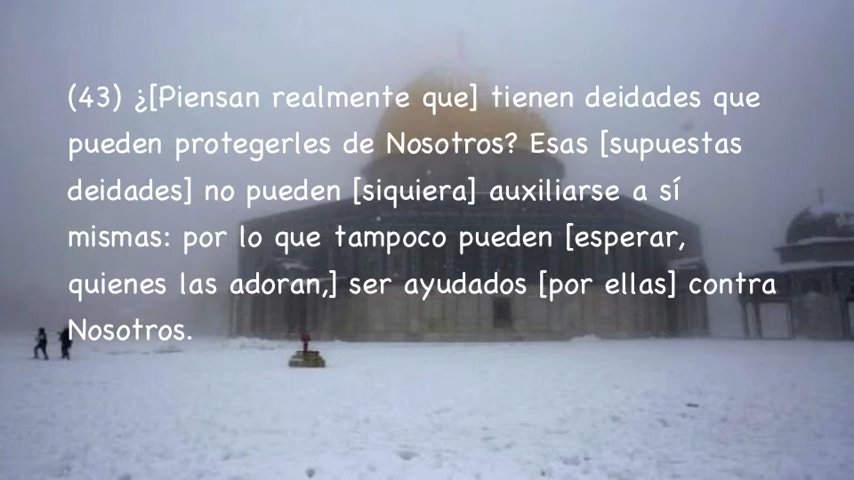 (43) ¿[Piensan realmente que] tienen deidades que
pueden protegerles de Nosotros? Esas [supuestas
deidades] no pueden [siquiera] auxiliarse a sí
mismas: por lo que tampoco pueden [esperar,
quienes las adoran,] ser ayudados [por ellas] contra
Nosotros.